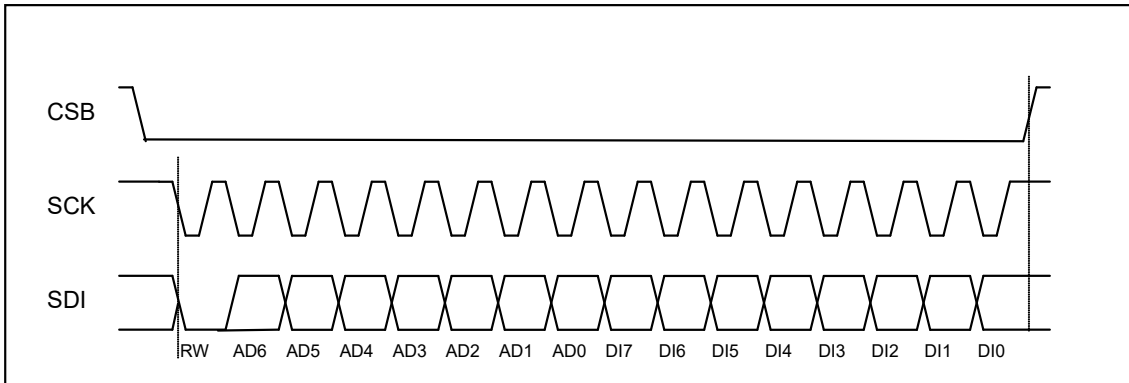 CSB
SCK
SDI
RW AD6 AD5 AD4 AD3 AD2 AD1 AD0 DI7 DI6 DI5 DI4 DI3 DI2 DI1 DI0